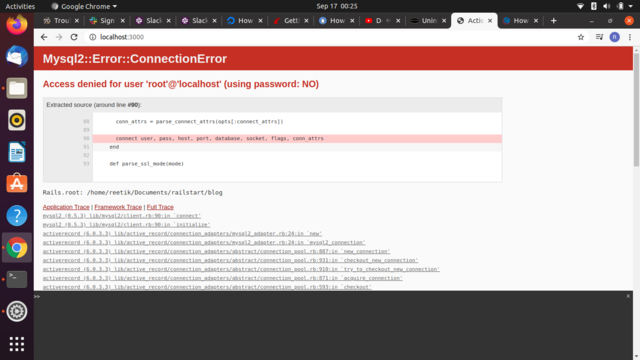 Activities
Google Chrome
Sep 17 00:25
Trou
Sign
Slack
Slack
How
Gettin
How
D
Unin
Actio
How
localhost:3000
R
Mysql2::Error::ConnectionError
Access denied for user 'root'@'localhost' (using password: NO)
Extracted source (around line #90):
88 conn_attrs = parse_connect_attrs(opts[:connect_attrs])
89
90 connect user, pass, host, port, database, socket, flags, conn_attrs
91 end
92
93 def parse_ssl_mode(mode)
Rails.root: /home/reetik/Documents/railstart/blog
Application Trace | Framework Trace | Full Trace
mysql2 (0.5.3) lib/mysql2/client.rb:90:in `connect'
mysql2 (0.5.3) lib/mysql2/client.rb:90:in `initialize'
activerecord (6.0.3.3) lib/active_record/connection_adapters/mysql2_adapter.rb:24:in `new'
activerecord (6.0.3.3) lib/active_record/connection_adapters/mysql2_adapter.rb:24:in `mysql2_connection'
activerecord (6.0.3.3) lib/active_record/connection_adapters/abstract/connection_pool.rb:887:in `new_connection'
activerecord (6.0.3.3) lib/active_record/connection_adapters/abstract/connection_pool.rb:931:in `checkout_new_connection'
activerecord (6.0.3.3) lib/active_record/connection_adapters/abstract/connection_pool.rb:910:in `try_to_checkout_new_connection'
activerecord (6.0.3.3) lib/active_record/connection_adapters/abstract/connection_pool.rb:871:in `acquire_connection'
activerecord (6.0.3.3) lib/active_record/connection_adapters/abstract/connection_pool.rb:593:in `checkout'
>>
x